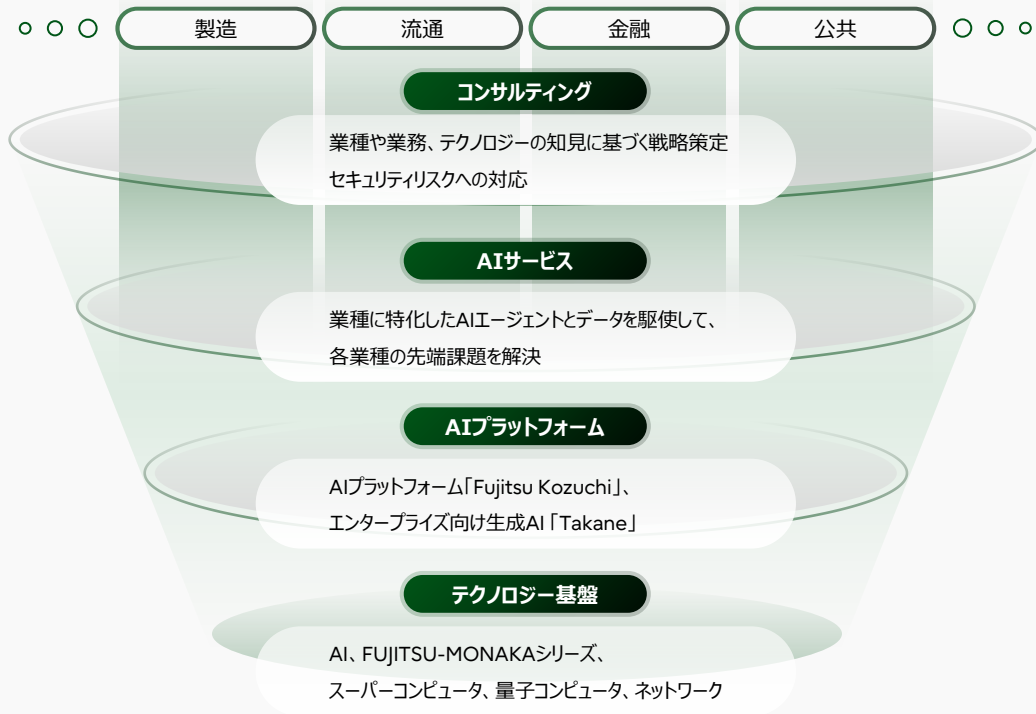 製造 流通 金融 公共
コンサルティング
業種や業務、テクノロジーの知見に基づく戦略策定
セキュリティリスクへの対応
AIサービス
業種に特化したAIエージェントとデータを駆使して、
各業種の先端課題を解決
AIプラットフォーム
AIプラットフォーム「Fujitsu Kozuchi」、
エンタープライズ向け生成AI「Takane」
テクノロジー基盤
AI、FUJITSU-MONAKAシリーズ、
スーパーコンピュータ、量子コンピュータ、ネットワーク